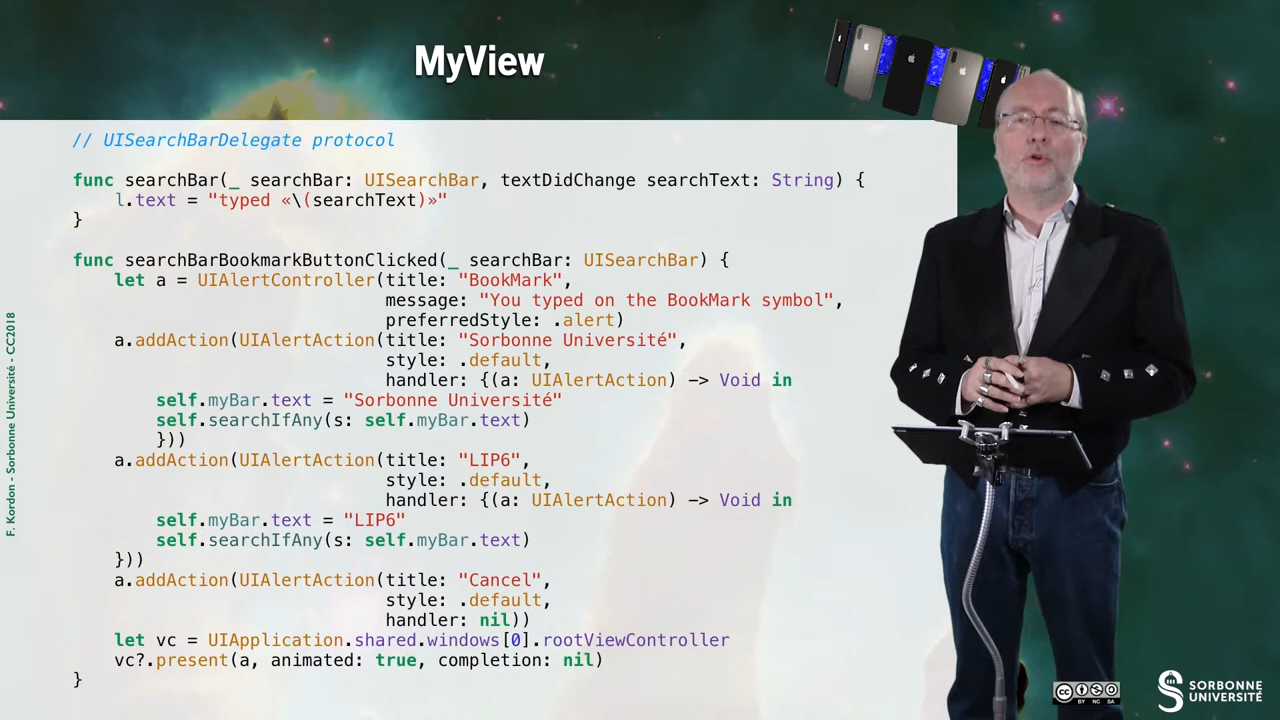 MyView
// UISearchBarDelegate protocol
func searchBar(_ searchBar: UISearchBar, textDidChange searchText: String) {
l.text = "typed «\(searchText)»"
}
func searchBarBookmarkButtonClicked(_ searchBar: UISearchBar) {
let a = UIAlertController(title: "BookMark",
message: "You typed on the BookMark symbol",
preferredStyle: .alert)
a.addAction(UIAlertAction(title: "Sorbonne Université",
style: .default,
handler: {(a: UIAlertAction) -> Void in
self.myBar.text = "Sorbonne Université"
self.searchIfAny(s: self.myBar.text)
}))
a.addAction(UIAlertAction(title: "LIP6",
style: .default,
handler: {(a: UIAlertAction) -> Void in
self.myBar.text = "LIP6"
self.searchIfAny(s: self.myBar.text)
}))
a.addAction(UIAlertAction(title: "Cancel",
style: .default,
handler: nil))
let vc = UIApplication.shared.windows[0].rootViewController
vc?.present(a, animated: true, completion: nil)
}
F. Kordon - Sorbonne Université - CC2018
cc
BY NC SA
SORBONNE
UNIVERSITÉ